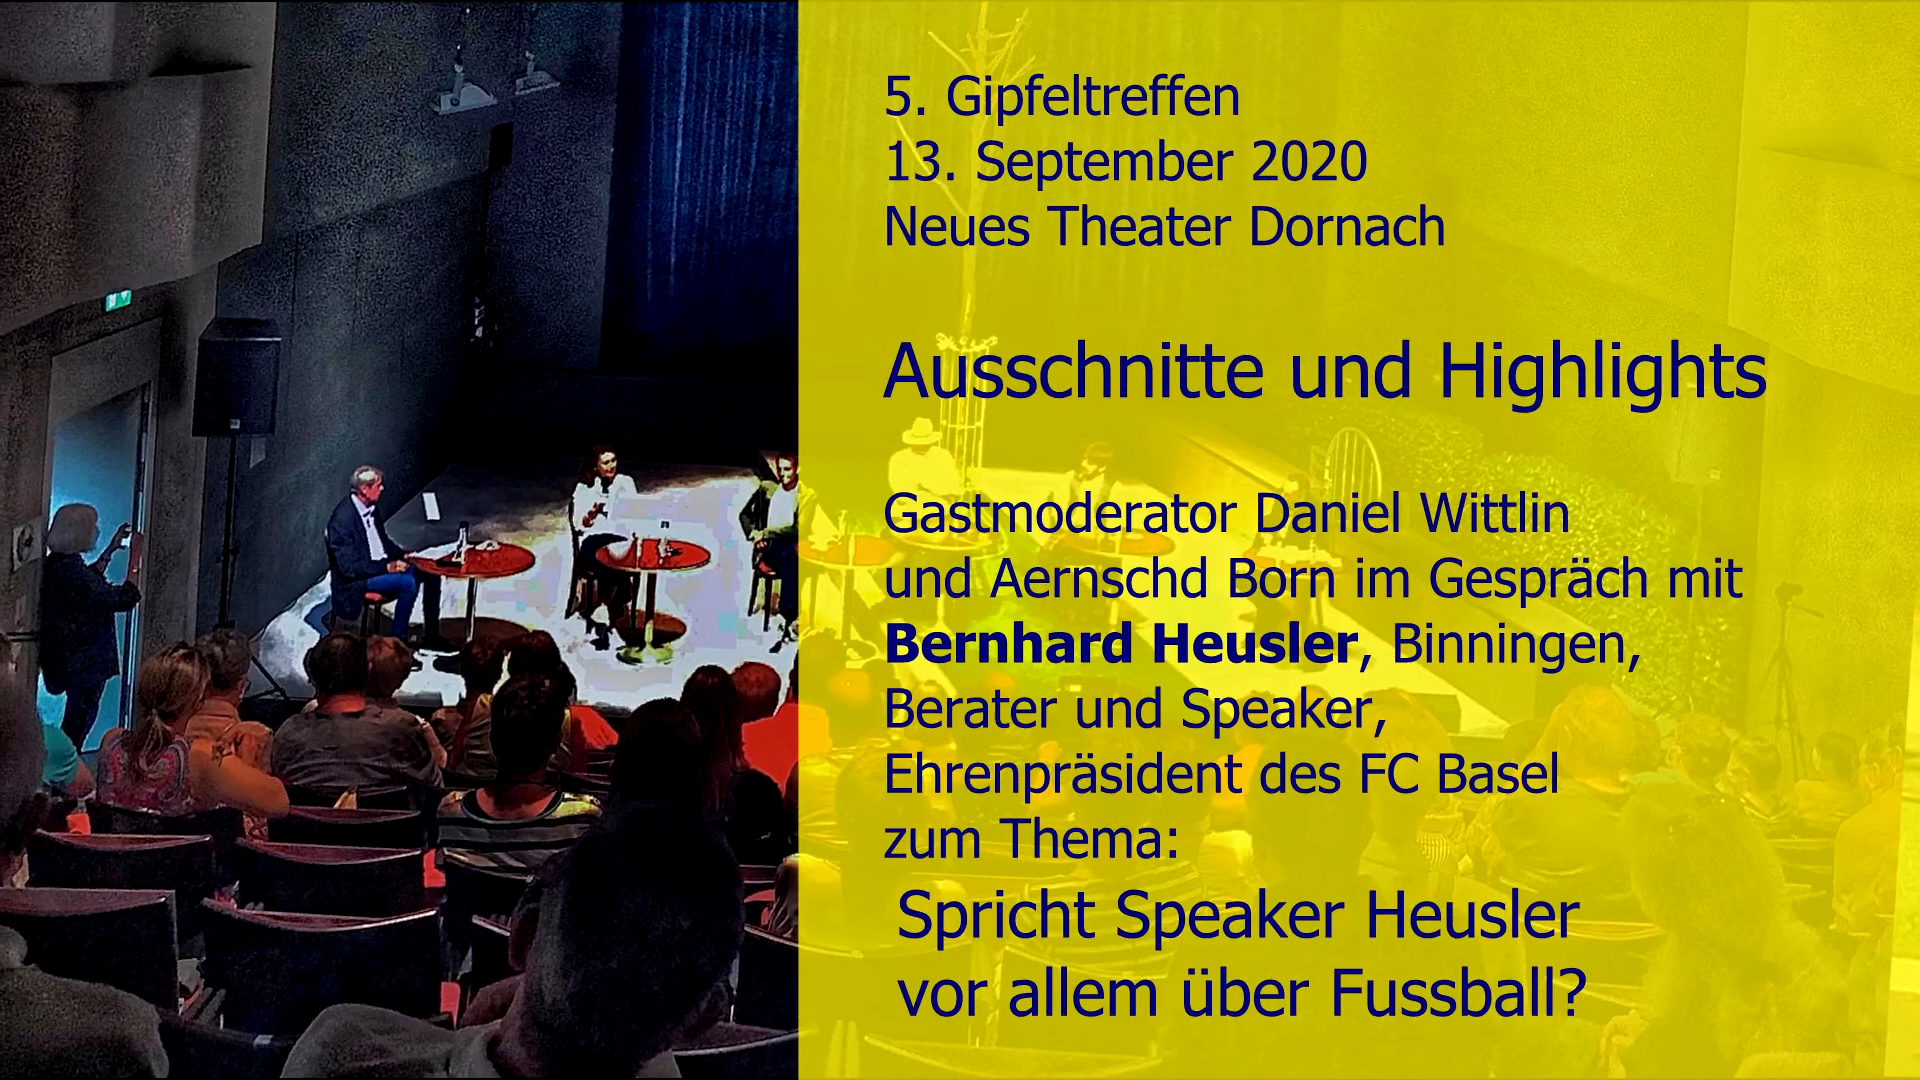 5. Gipfeltreffen
13. September 2020
Neues Theater Dornach
Ausschnitte und Highlights
Gastmoderator Daniel Wittlin
und Aernschd Born im Gespräch mit
Bernhard Heusler, Binningen,
Berater und Speaker,
Ehrenpräsident des FC Basel
zum Thema:
Spricht Speaker Heusler
vor allem über Fussball?